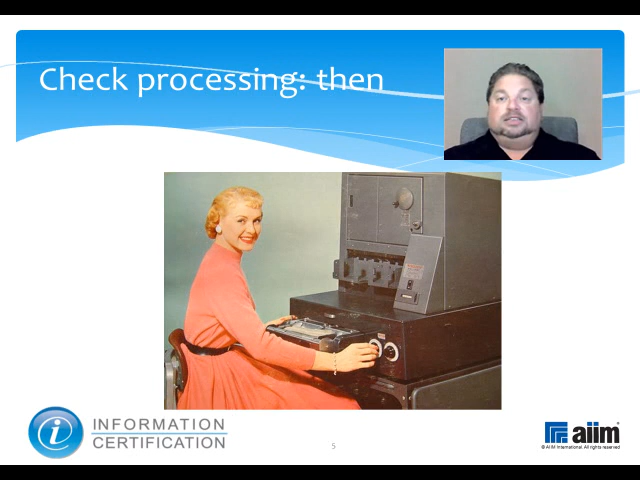 Check processing: then
INFORMATION
CERTIFICATION
5
aiim
© AIIM International. All rights reserved